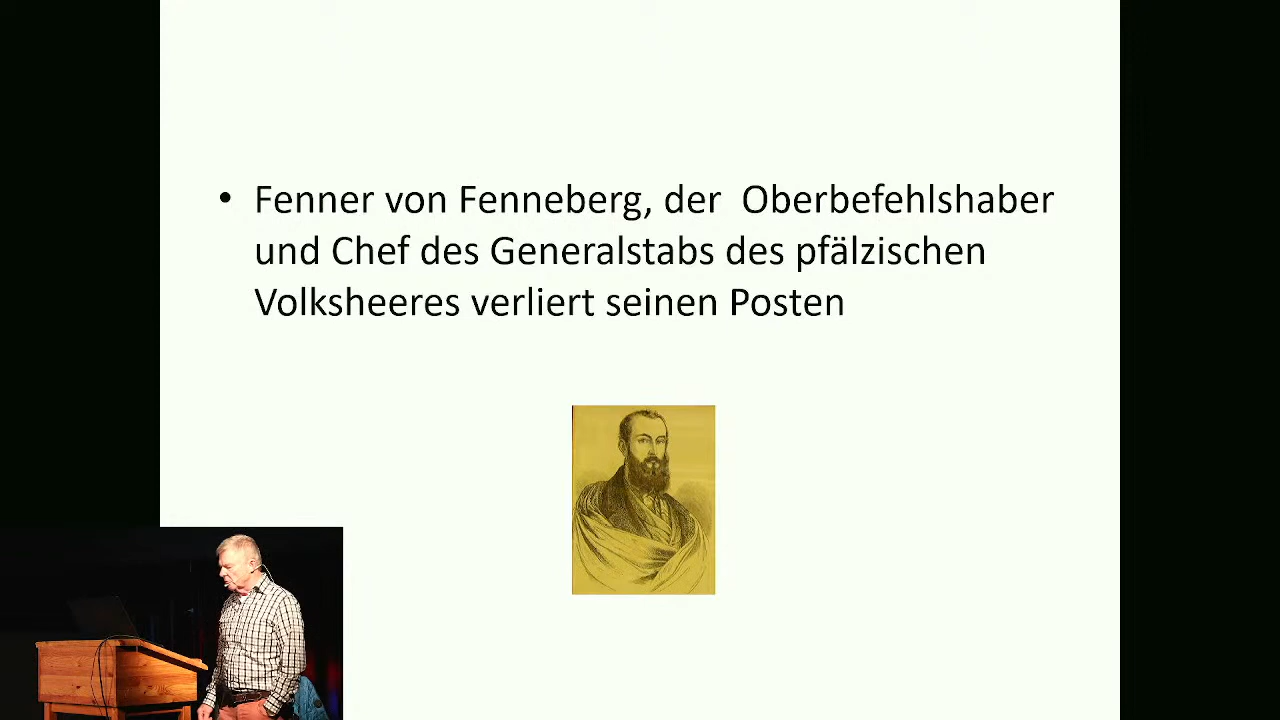 • Fenner von Fenneberg, der  Oberbefehlshaber
und Chef des Generalstabs des pfälzischen
Volksheeres verliert seinen Posten